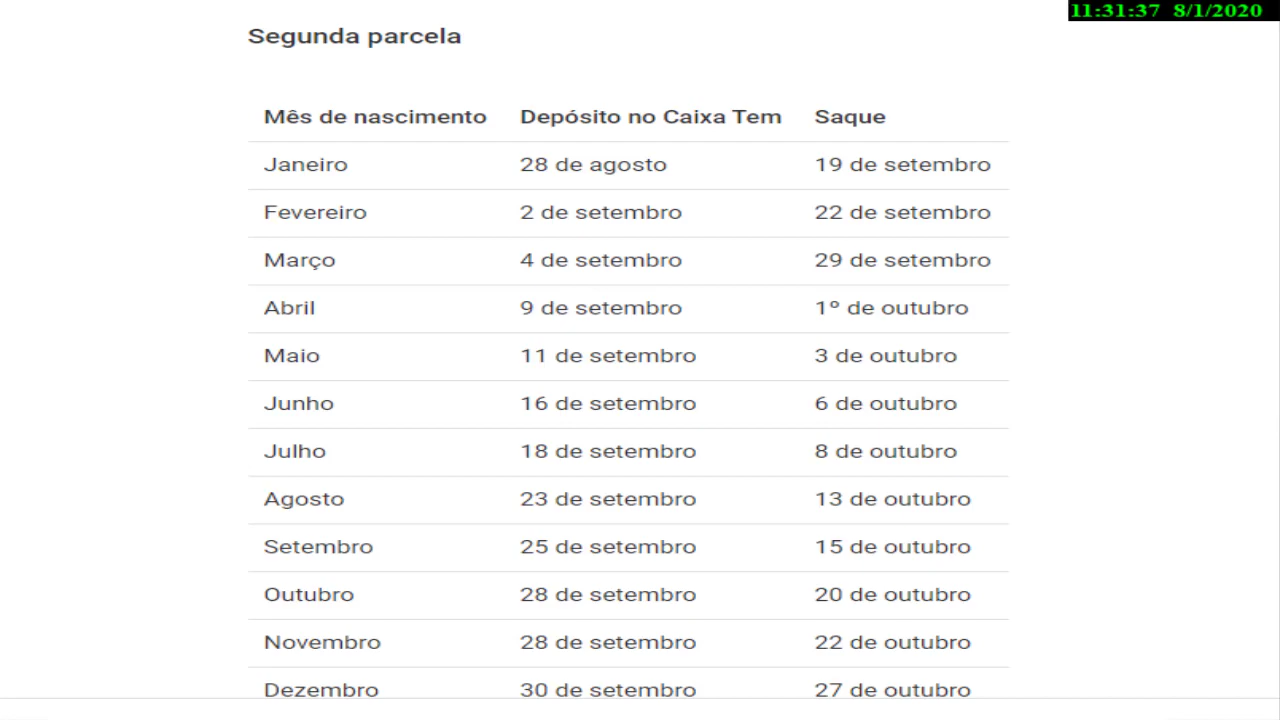 11:31:37 8/1/2020
Segunda parcela
Mês de nascimento Depósito no Caixa Tem Saque
Janeiro 28 de agosto 19 de setembro
Fevereiro 2 de setembro 22 de setembro
Março 4 de setembro 29 de setembro
Abril 9 de setembro 1º de outubro
Maio 11 de setembro 3 de outubro
Junho 16 de setembro 6 de outubro
Julho 18 de setembro 8 de outubro
Agosto 23 de setembro 13 de outubro
Setembro 25 de setembro 15 de outubro
Outubro 28 de setembro 20 de outubro
Novembro 28 de setembro 22 de outubro
Dezembro 30 de setembro 27 de outubro